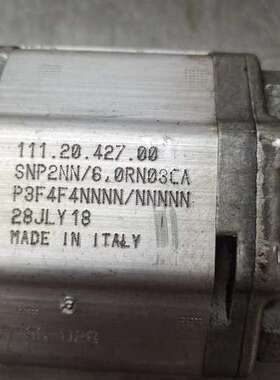 111.20.427.00
SNP2NN/6,0RN03CA
P3F4F4NNNN/NNNNN
28JLY18
MADE IN ITALY